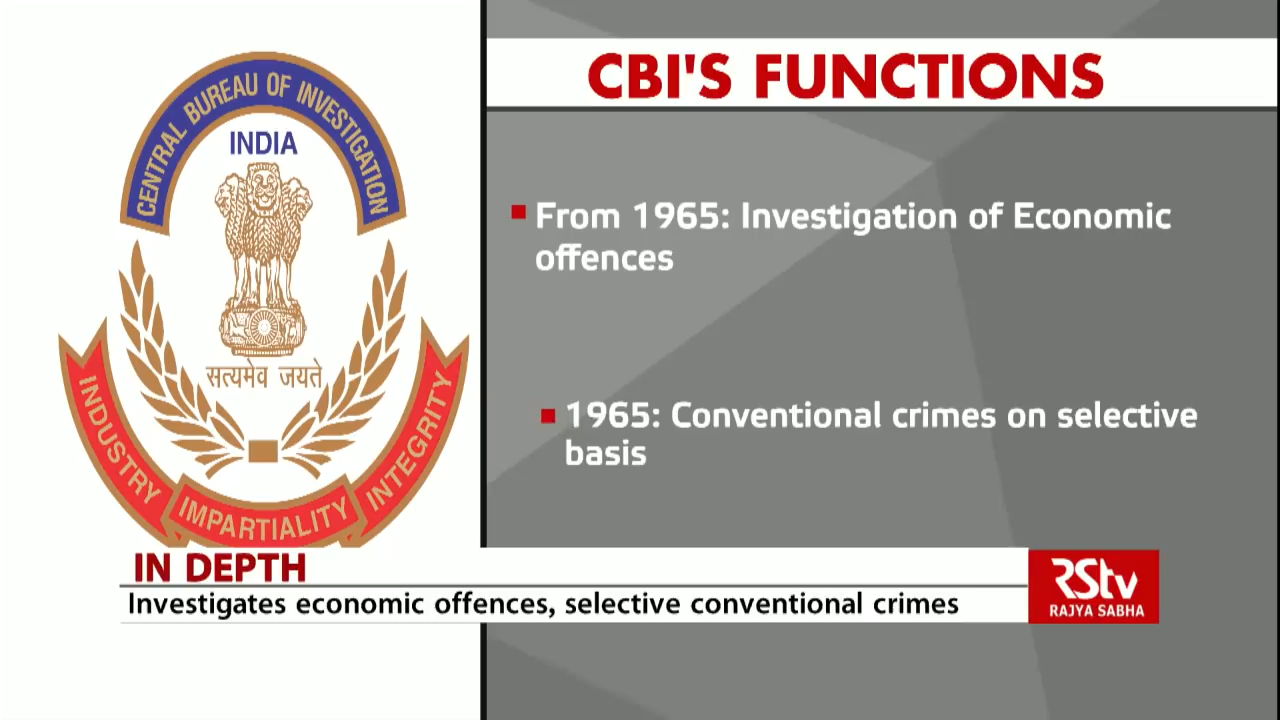 CENTRAL BUREAU OF INVESTIGATION
INDIA
सत्यमेव जयते
INDUSTRY
IMPARTIALITY
INTEGRITY
CBI'S FUNCTIONS
From 1965: Investigation of Economic
offences
1965: Conventional crimes on selective
basis
IN DEPTH
Investigates economic offences, selective conventional crimes
RStv
RAJYA SABHA